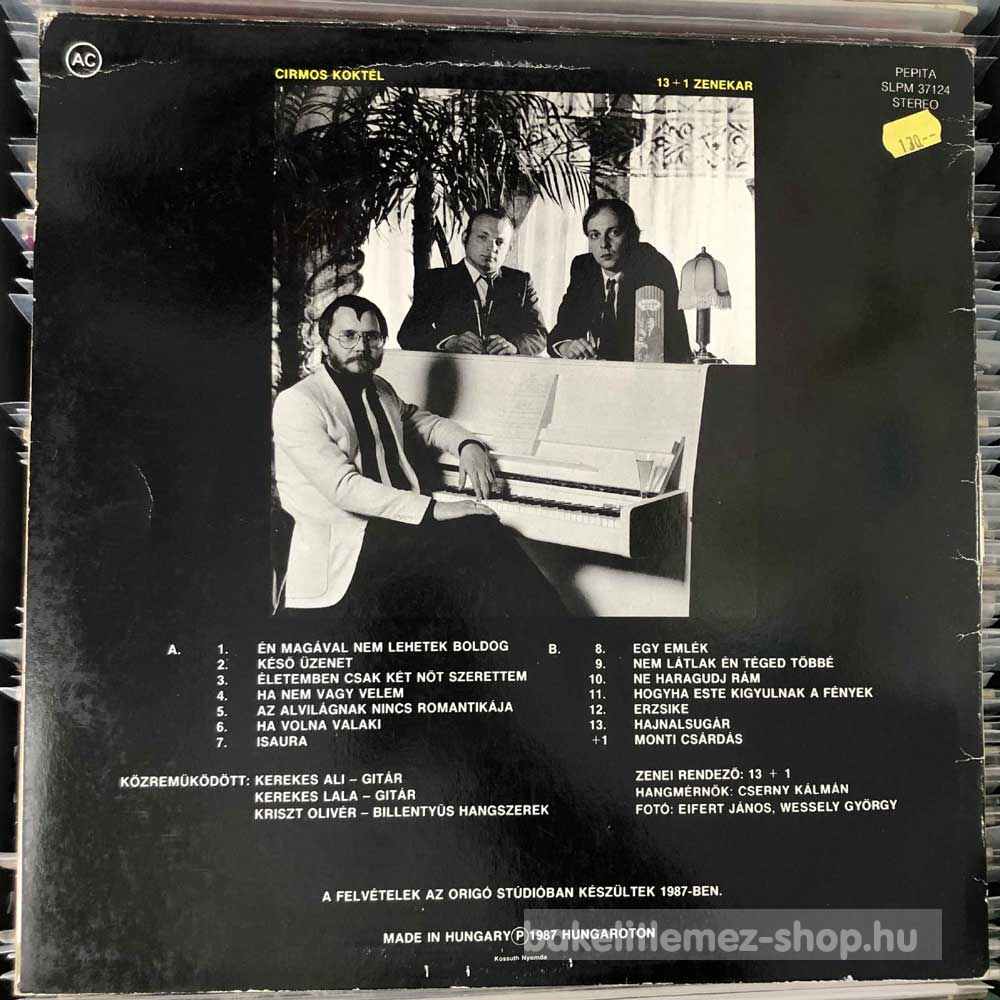 AC
CIRMOS KOKTÉL
13 + 1 ZENEKAR
PEPITA
SLPM 37124
STEREO
130--
A.
1. ÉN MAGÁVAL NEM LEHETEK BOLDOG
2. KÉSŐ ÜZENET
3. ÉLETEMBEN CSAK KÉT NŐT SZERETTEM
4. HA NEM VAGY VELEM
5. AZ ALVILÁGNAK NINCS ROMANTIKÁJA
6. HA VOLNA VALAKI
7. ISAURA
B.
8. EGY EMLÉK
9. NEM LÁTLAK ÉN TÉGED TÖBBÉ
10. NE HARAGUDJ RÁM
11. HOGYHA ESTE KIGYULNAK A FÉNYEK
12. ERZSIKE
13. HAJNALSUGÁR
+1 MONTI CSÁRDÁS
KÖZREMŰKÖDÖTT: KEREKES ALI – GITÁR
KEREKES LALA – GITÁR
KRISZT OLIVÉR – BILLENTYŰS HANGSZEREK
ZENEI RENDEZŐ: 13 + 1
HANGMÉRNÖK: CSERNY KÁLMÁN
FOTÓ: EIFERT JÁNOS, WESSELY GYÖRGY
A FELVÉTELEK AZ ORIGÓ STÚDIÓBAN KÉSZÜLTEK 1987-BEN.
MADE IN HUNGARY Ⓟ 1987 HUNGAROTON
bakelitlemez-shop.hu
Kossuth Nyomda